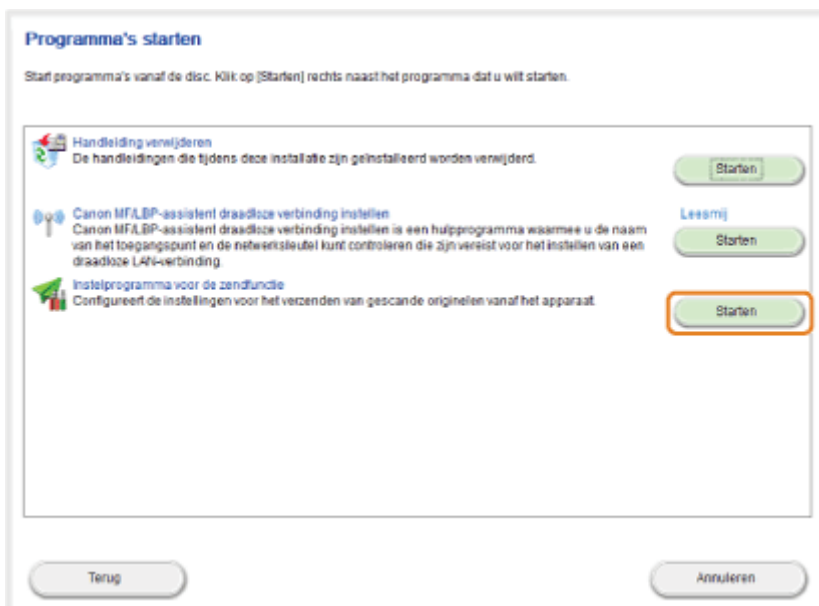 Programma's starten
Start programma's vanaf de disc. Klik op [Starten] rechts naast het programma dat u wilt starten.
Handleiding verwijderen
De handleidingen die tijdens deze installatie zijn geïnstalleerd worden verwijderd.
Starten
Canon MF/LBP-assistent draadloze verbinding instellen
Leesmij
Canon MF/LBP-assistent draadloze verbinding instellen is een hulpprogramma waarmee u de naam
van het toegangspunt en de netwerksleutel kunt controleren die zijn vereist voor het instellen van een
draadloze LAN-verbinding.
Starten
Instelprogramma voor de zendfunctie
Configureert de instellingen voor het verzenden van gescande originelen vanaf het apparaat.
Starten
Terug
Annuleren